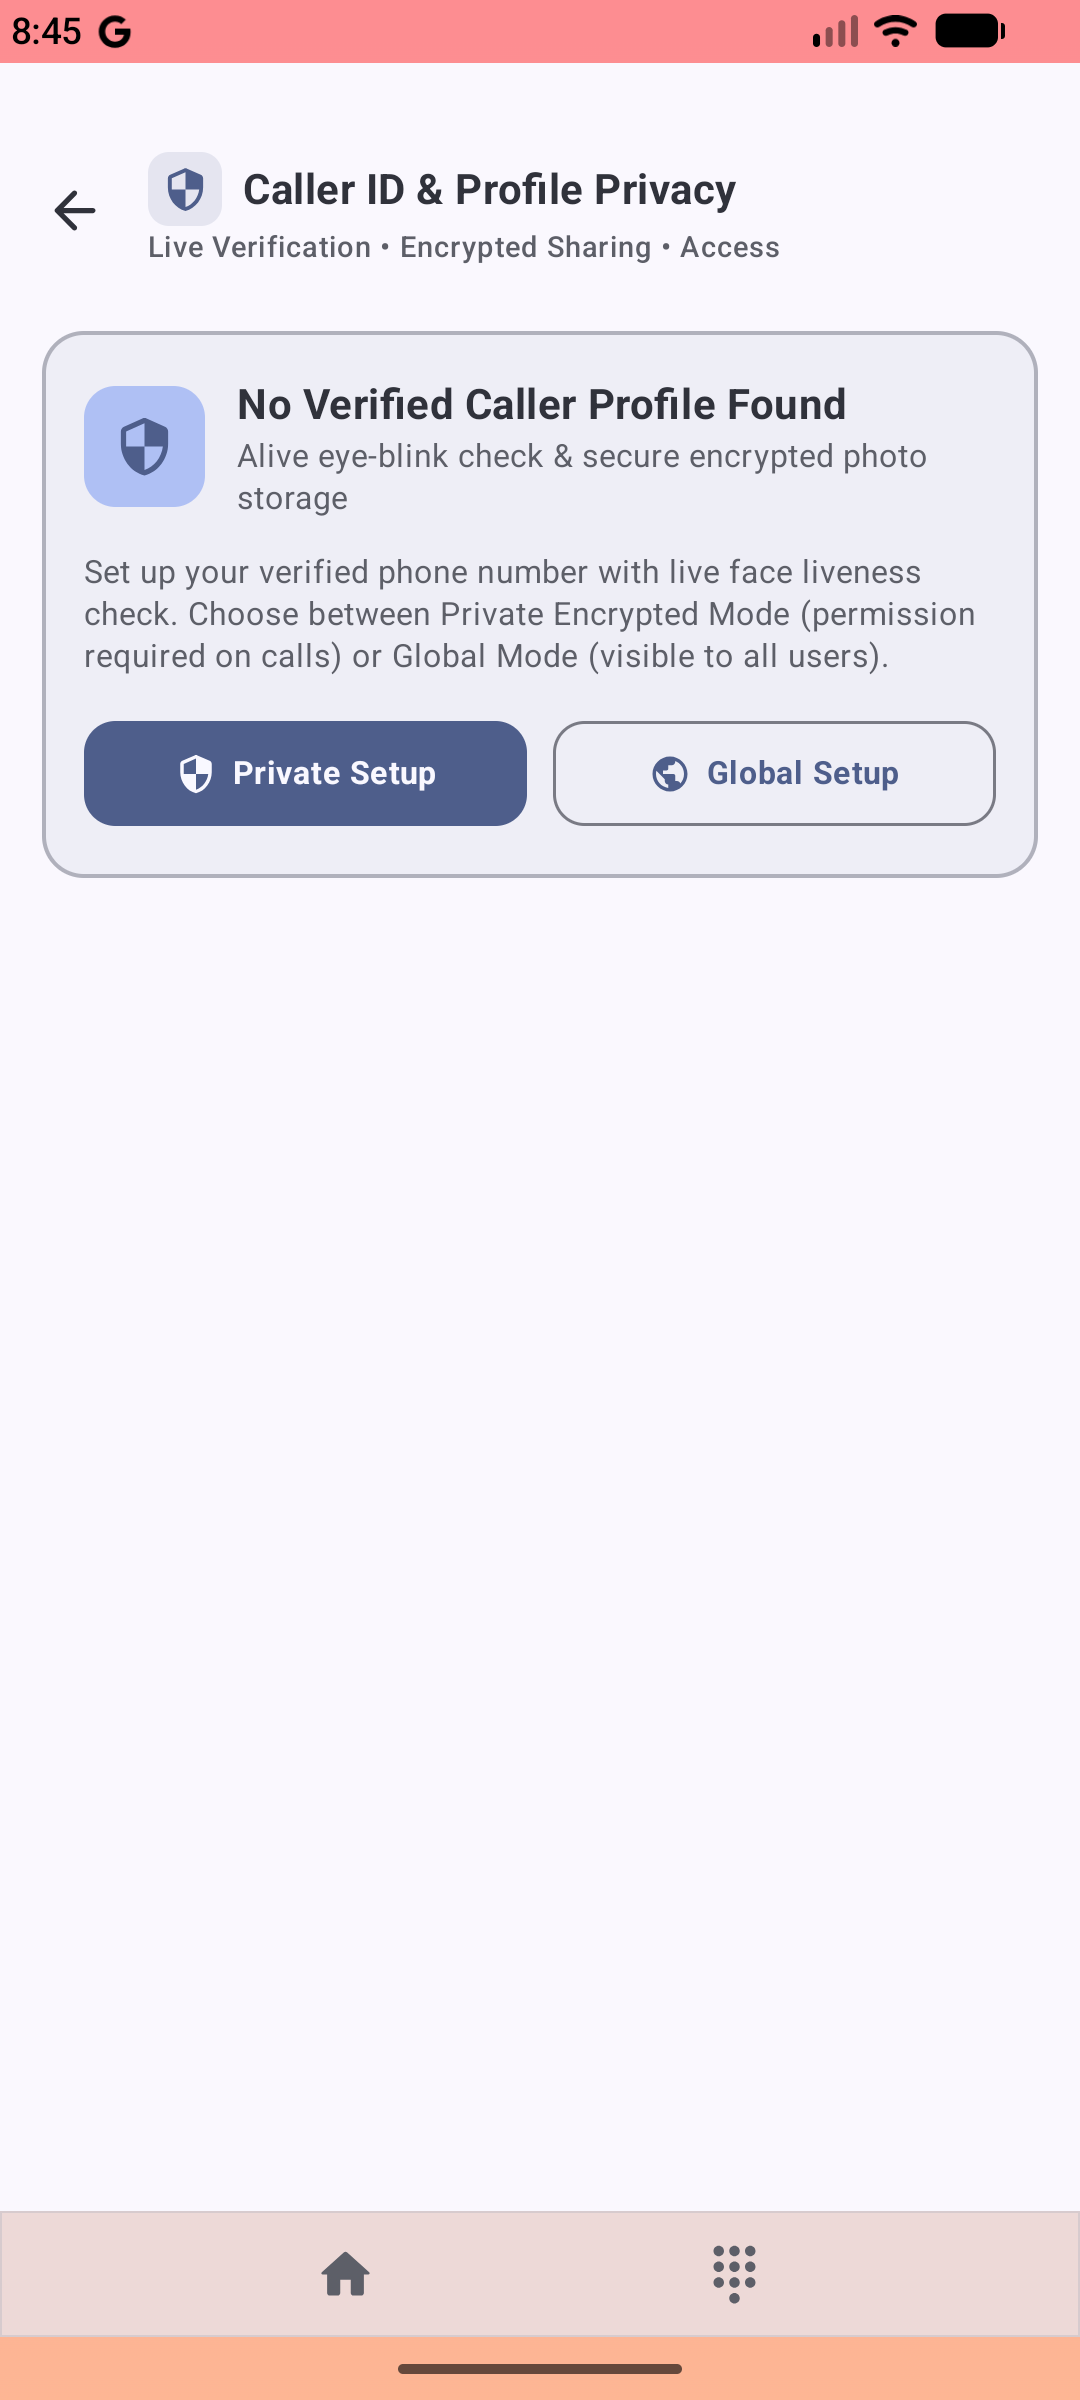 8:45
Caller ID & Profile Privacy
Live Verification • Encrypted Sharing • Access
No Verified Caller Profile Found
Alive eye-blink check & secure encrypted photo
storage
Set up your verified phone number with live face liveness
check. Choose between Private Encrypted Mode (permission
required on calls) or Global Mode (visible to all users).
Private Setup
Global Setup